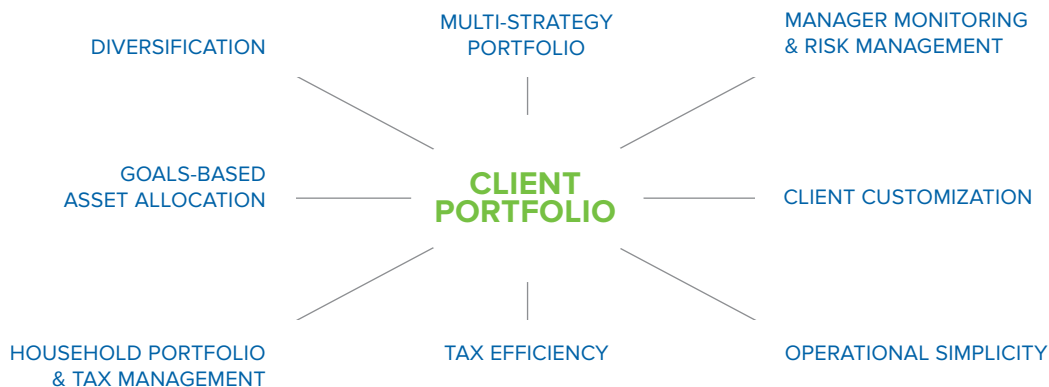 DIVERSIFICATION
MULTI-STRATEGY
PORTFOLIO
MANAGER MONITORING
& RISK MANAGEMENT
GOALS-BASED
ASSET ALLOCATION
CLIENT
PORTFOLIO
CLIENT CUSTOMIZATION
HOUSEHOLD PORTFOLIO
& TAX MANAGEMENT
TAX EFFICIENCY
OPERATIONAL SIMPLICITY